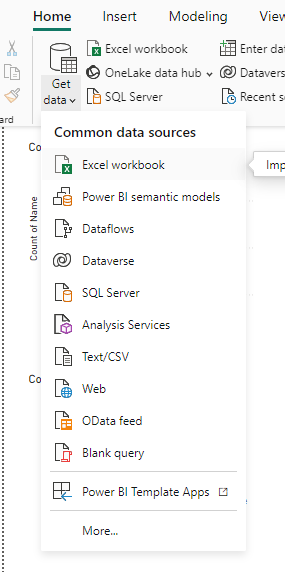 Home Insert Modeling View
Excel workbook Enter data
OneLake data hub Datavers
Get data SQL Server Recent s
ard
Common data sources
Co
Excel workbook Imp
Power BI semantic models
Count of Name
Dataflows
Dataverse
SQL Server
Analysis Services
Text/CSV
Co
Web
OData feed
Blank query
Power BI Template Apps
More...